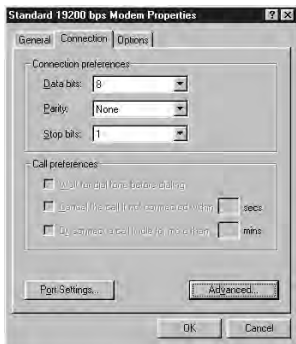 Standard 19200 bps Modem Properties
General Connection Options
Connection preferences
Data bits: 8
Parity: None
Stop bits: 1
Call preferences
Wait for dial tone before dialing
Cancel the call if not connected within secs
Disconnect a call if idle for more than mins
Port Settings... Advanced...
OK Cancel